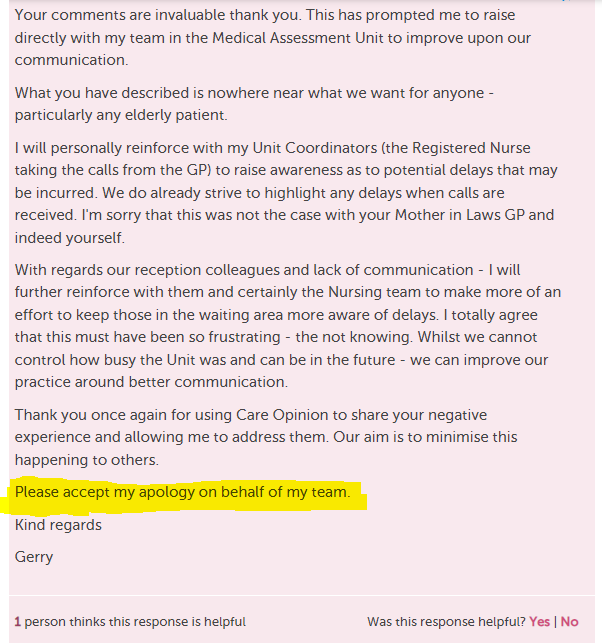 Your comments are invaluable thank you. This has prompted me to raise
directly with my team in the Medical Assessment Unit to improve upon our
communication.
What you have described is nowhere near what we want for anyone -
particularly any elderly patient.
I will personally reinforce with my Unit Coordinators (the Registered Nurse
taking the calls from the GP) to raise awareness as to potential delays that may
be incurred. We do already strive to highlight any delays when calls are
received. I'm sorry that this was not the case with your Mother in Laws GP and
indeed yourself.
With regards our reception colleagues and lack of communication - I will
further reinforce with them and certainly the Nursing team to make more of an
effort to keep those in the waiting area more aware of delays. I totally agree
that this must have been so frustrating - the not knowing. Whilst we cannot
control how busy the Unit was and can be in the future - we can improve our
practice around better communication.
Thank you once again for using Care Opinion to share your negative
experience and allowing me to address them. Our aim is to minimise this
happening to others.
Please accept my apology on behalf of my team.
Kind regards
Gerry
1 person thinks this response is helpful Was this response helpful? Yes | No